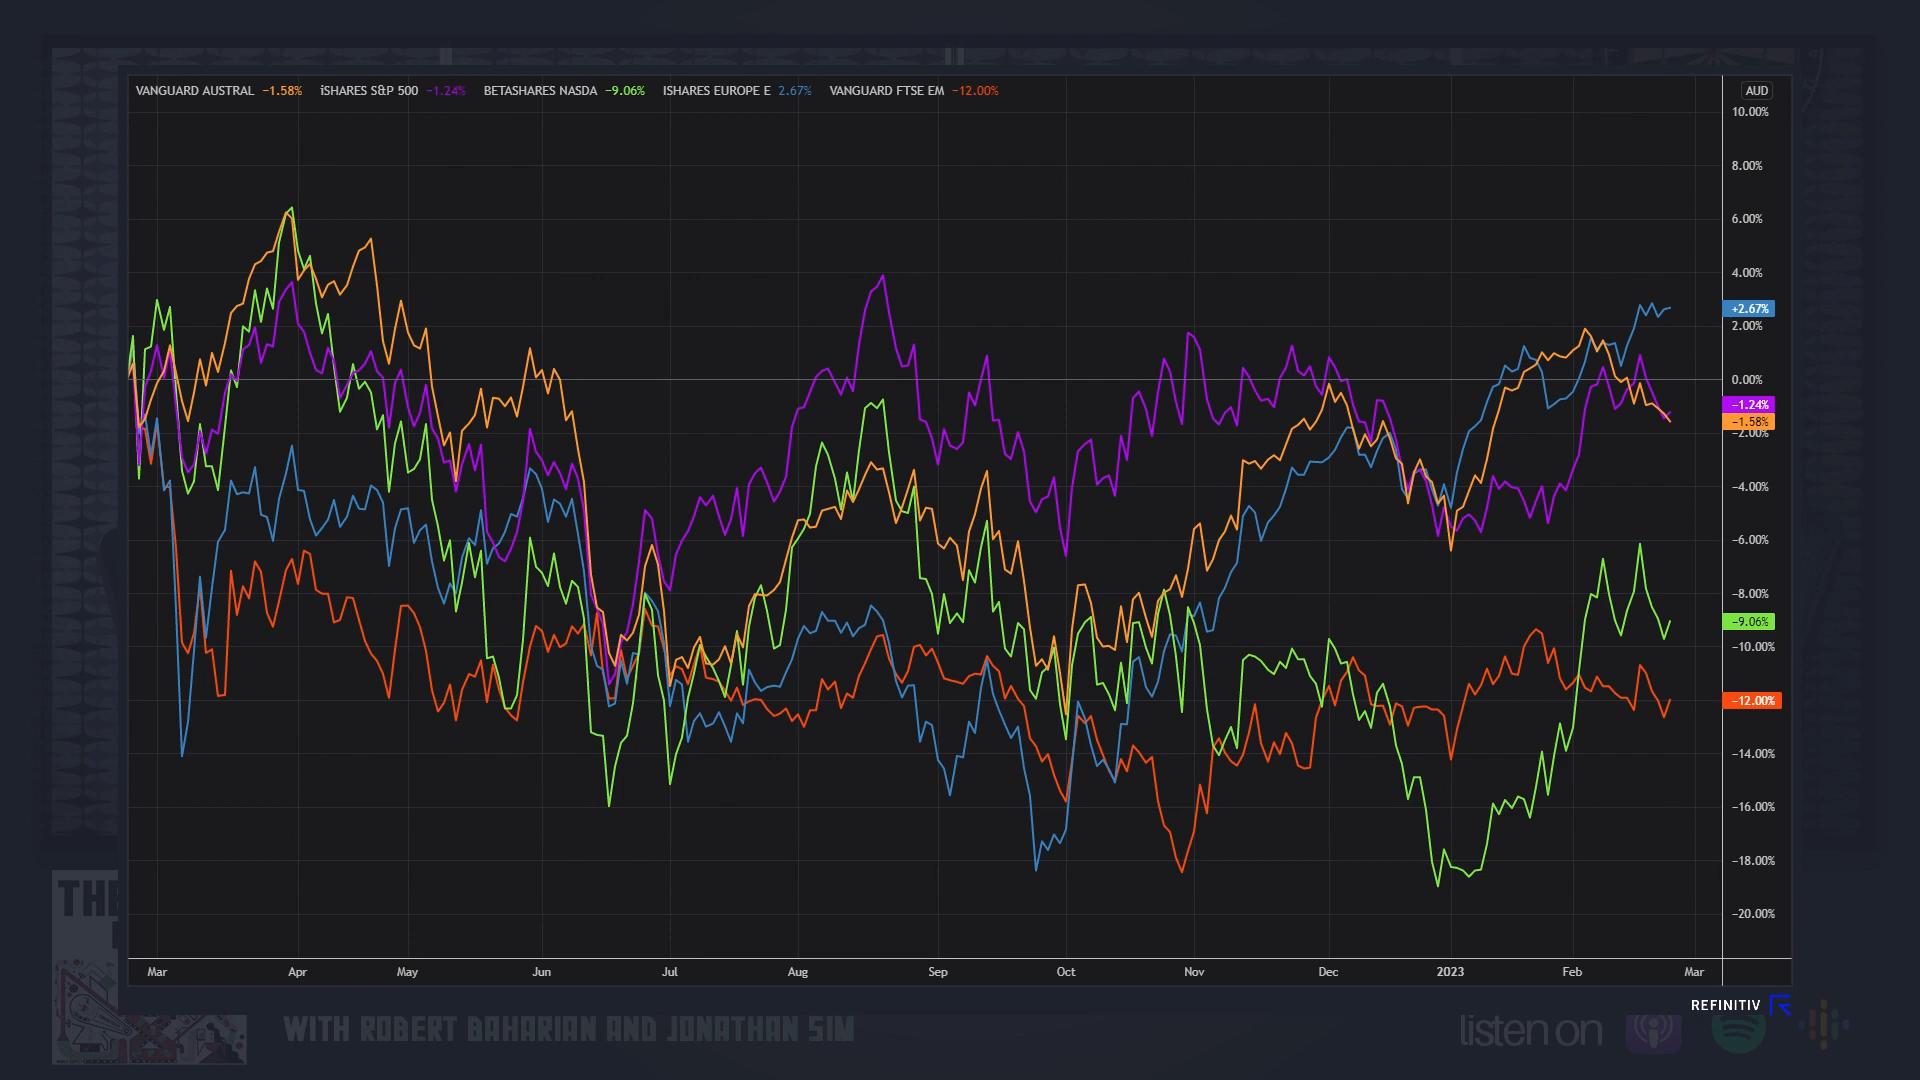 VANGUARD AUSTRAL −1.58% iSHARES S&P 500 −1.24% BETASHARES NASDA −9.06% ISHARES EUROPE E 2.67% VANGUARD FTSE EM −12.00%
AUD
10.00%
8.00%
6.00%
4.00%
+2.67%
2.00%
0.00%
−1.24%
−1.58%
−2.00%
−4.00%
−6.00%
−8.00%
−9.06%
−10.00%
−12.00%
−14.00%
−16.00%
−18.00%
−20.00%
Mar Apr May Jun Jul Aug Sep Oct Nov Dec 2023 Feb Mar
REFINITIV
THE
WITH ROBERT BAHARIAN AND JONATHAN SIM
listen on